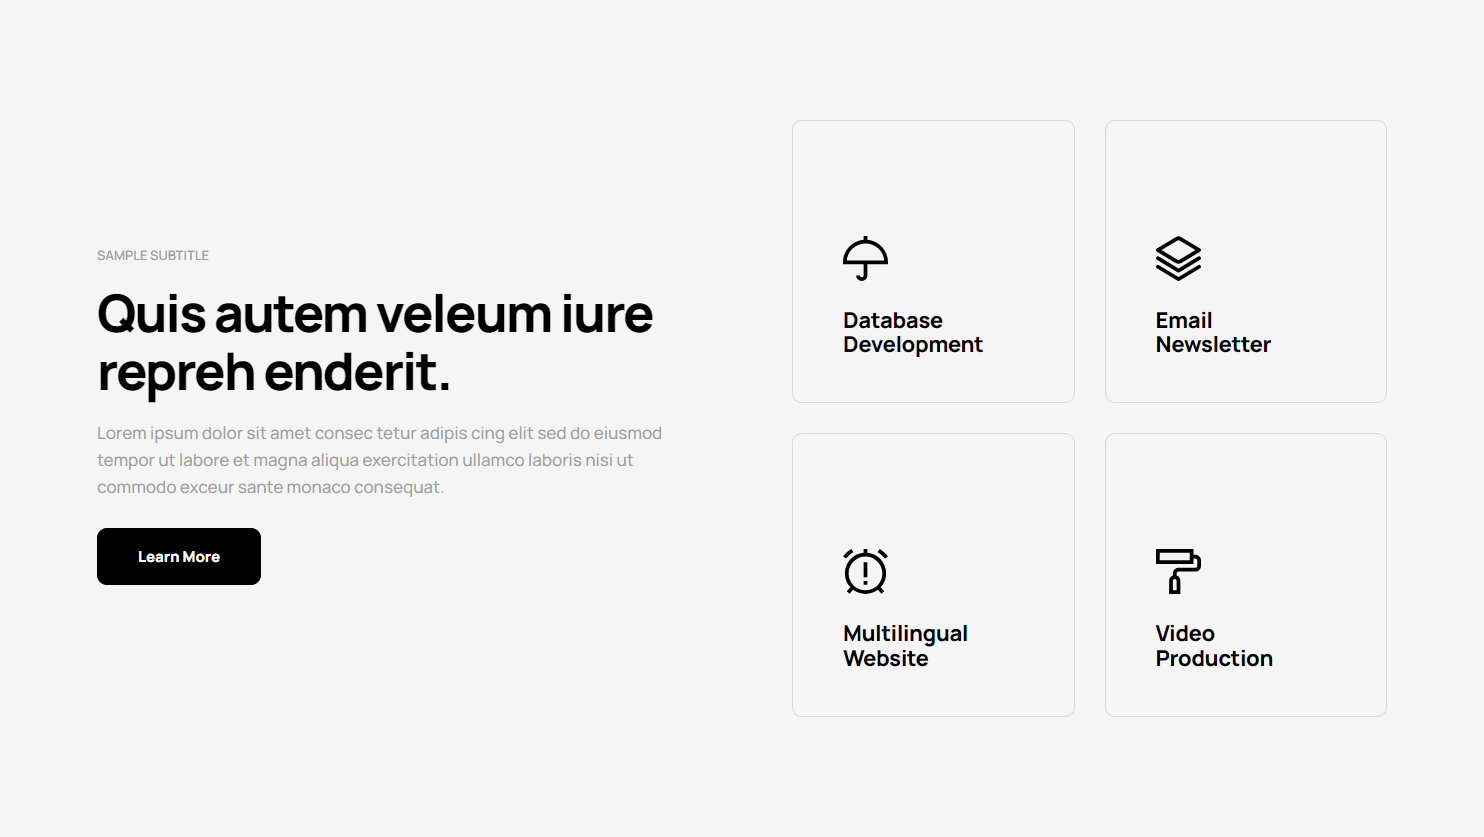 SAMPLE SUBTITLE
Quis autem veleum iure
repreh enderit.
Lorem ipsum dolor sit amet consec tetur adipis cing elit sed do eiusmod
tempor ut labore et magna aliqua exercitation ullamco laboris nisi ut
commodo exceur sante monaco consequat.
Learn More
Database
Development
Email
Newsletter
Multilingual
Website
Video
Production